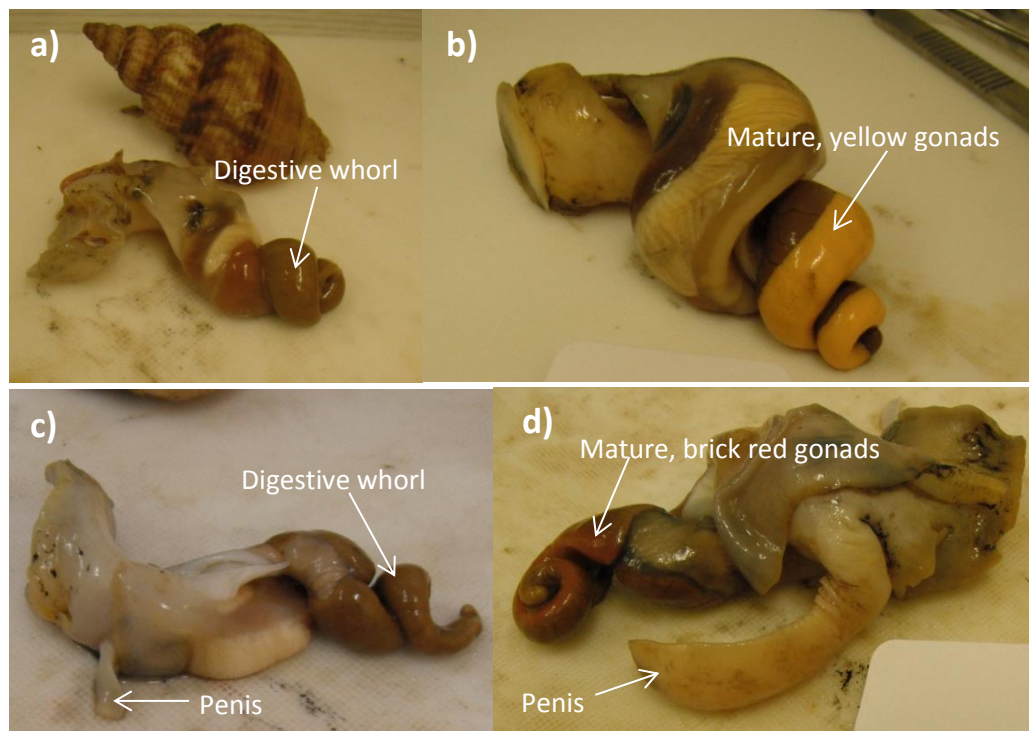 a)
Digestive whorl
b)
Mature, yellow gonads
c)
Digestive whorl
Penis
d)
Mature, brick red gonads
Penis